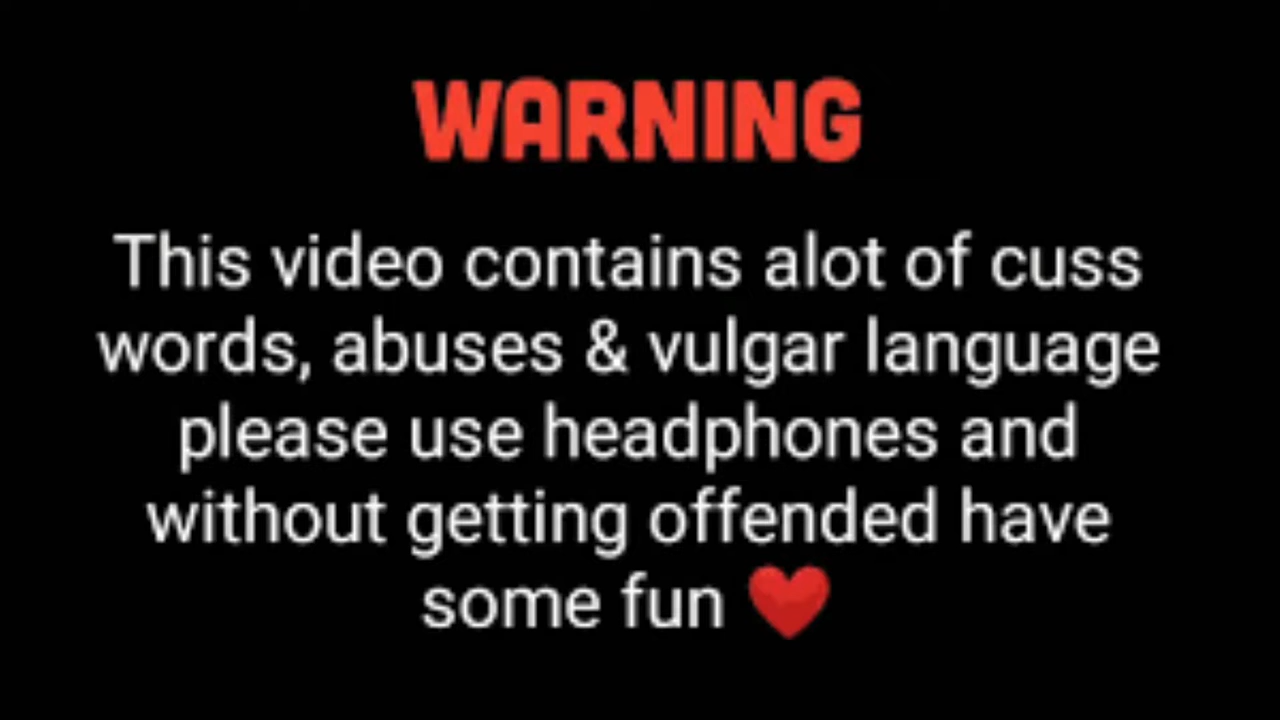 WARNING
This video contains alot of cuss
words, abuses & vulgar language
please use headphones and
without getting offended have
some fun ❤️